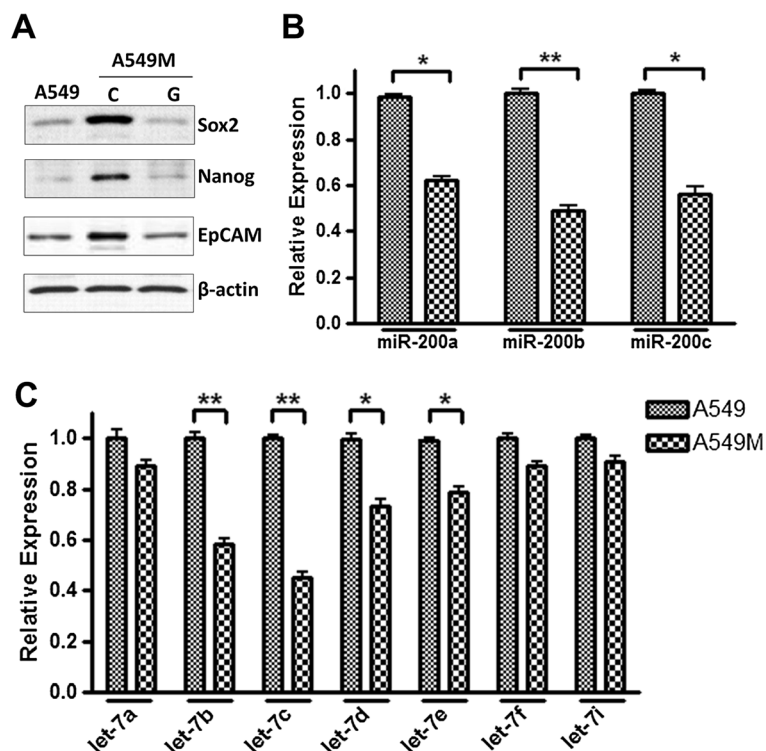 A
A549M
A549 C G
Sox2
Nanog
EpCAM
β-actin
B
Relative Expression
1.0
0.8
0.6
0.4
0.2
0.0
* ** *
miR-200a miR-200b miR-200c
C
Relative Expression
1.0
0.8
0.6
0.4
0.2
0.0
** ** * *
let-7a let-7b let-7c let-7d let-7e let-7f let-7i
A549
A549M